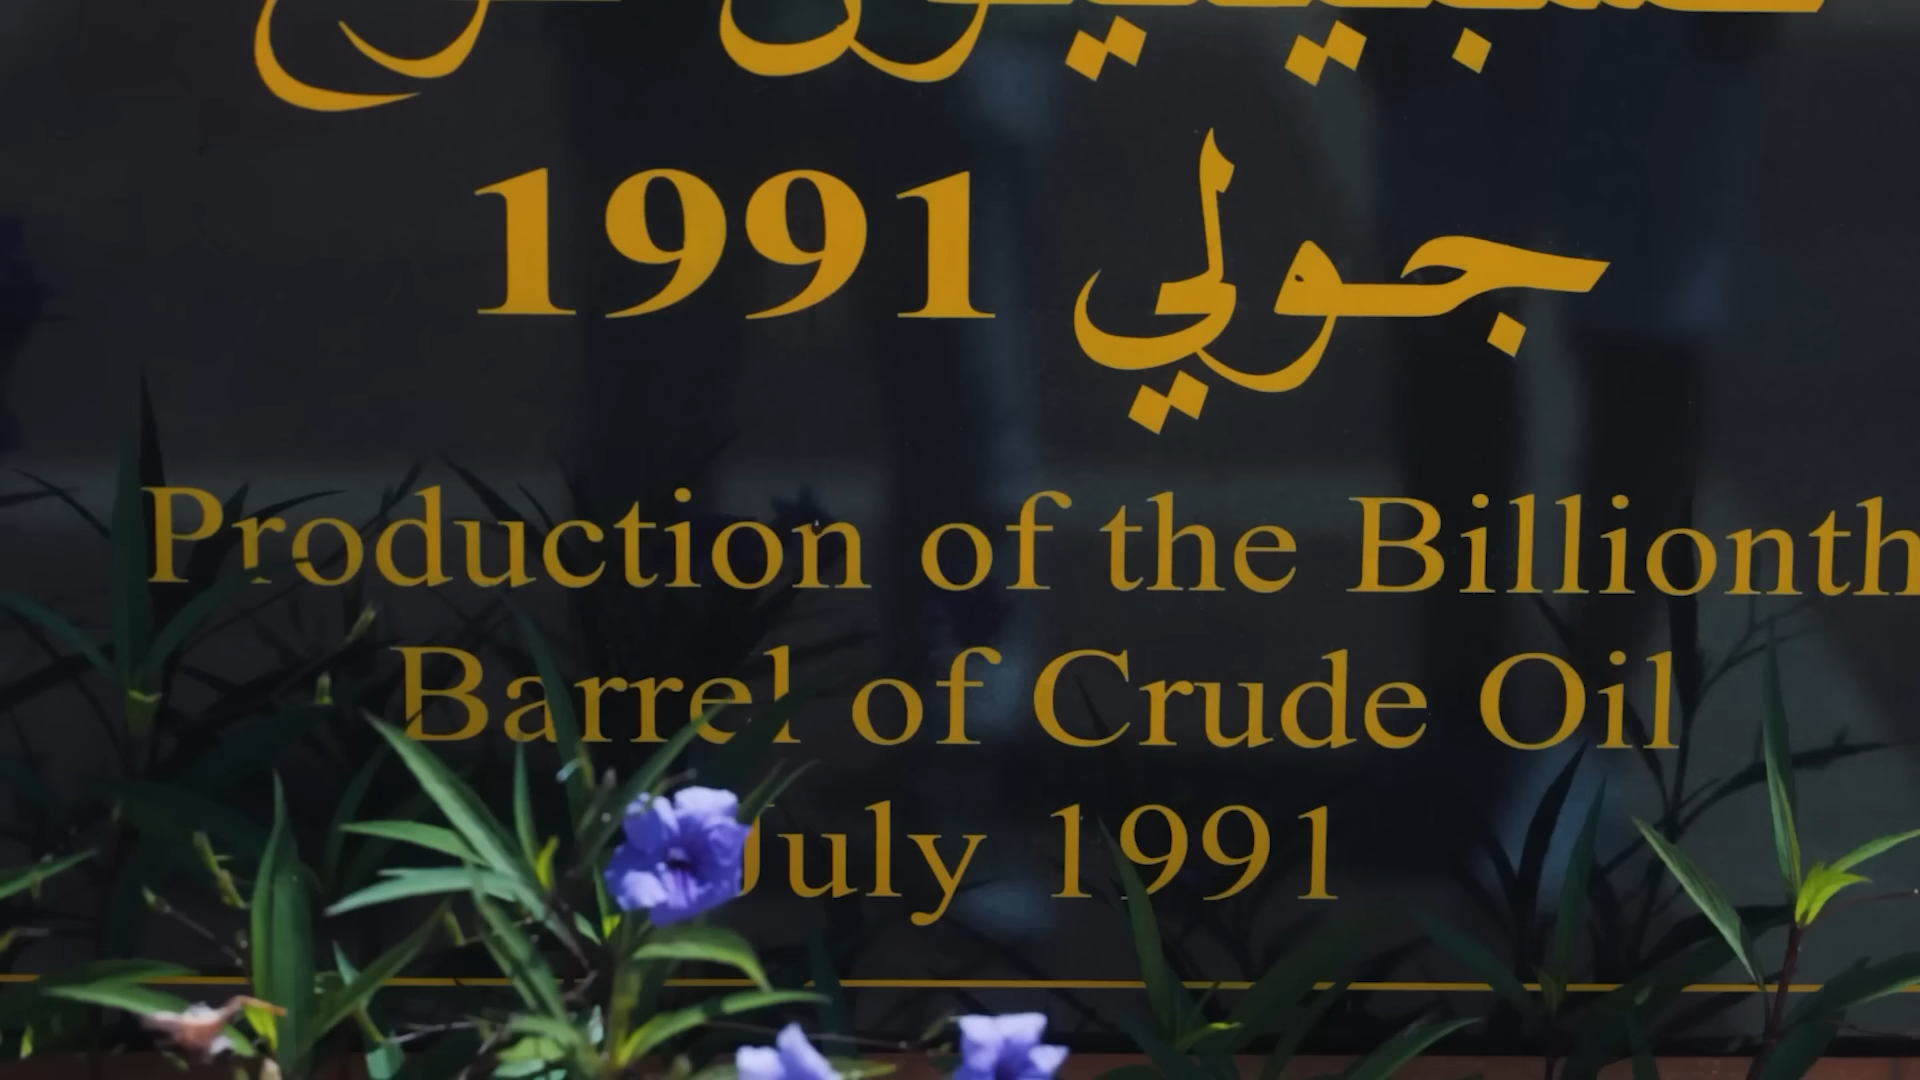 جولي 1991
Production of the Billionth
Barrel of Crude Oil
July 1991